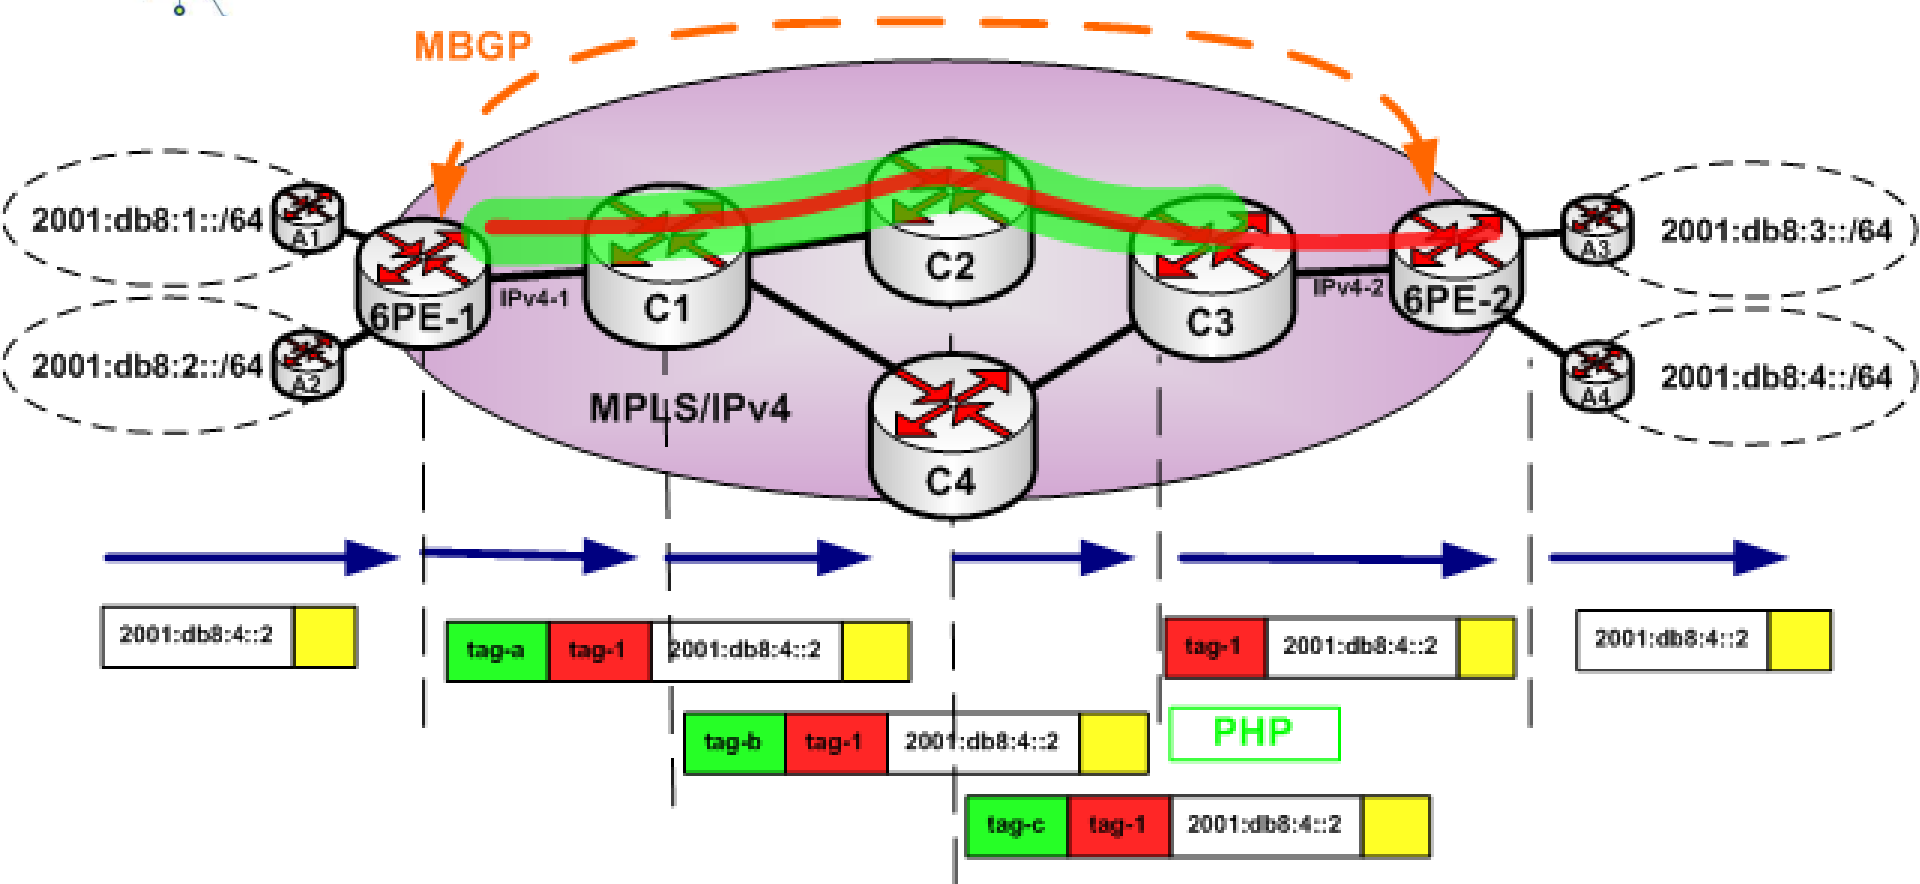 MBGP
2001:db8:1::/64
A1
6PE-1
IPv4-1
C1
C2
C3
IPv4-2
6PE-2
A3
2001:db8:3::/64
2001:db8:2::/64
A2
MPLS/IPv4
C4
A4
2001:db8:4::/64
2001:db8:4::2
tag-a tag-1 2001:db8:4::2
tag-1 2001:db8:4::2
2001:db8:4::2
tag-b tag-1 2001:db8:4::2
PHP
tag-c tag-1 2001:db8:4::2